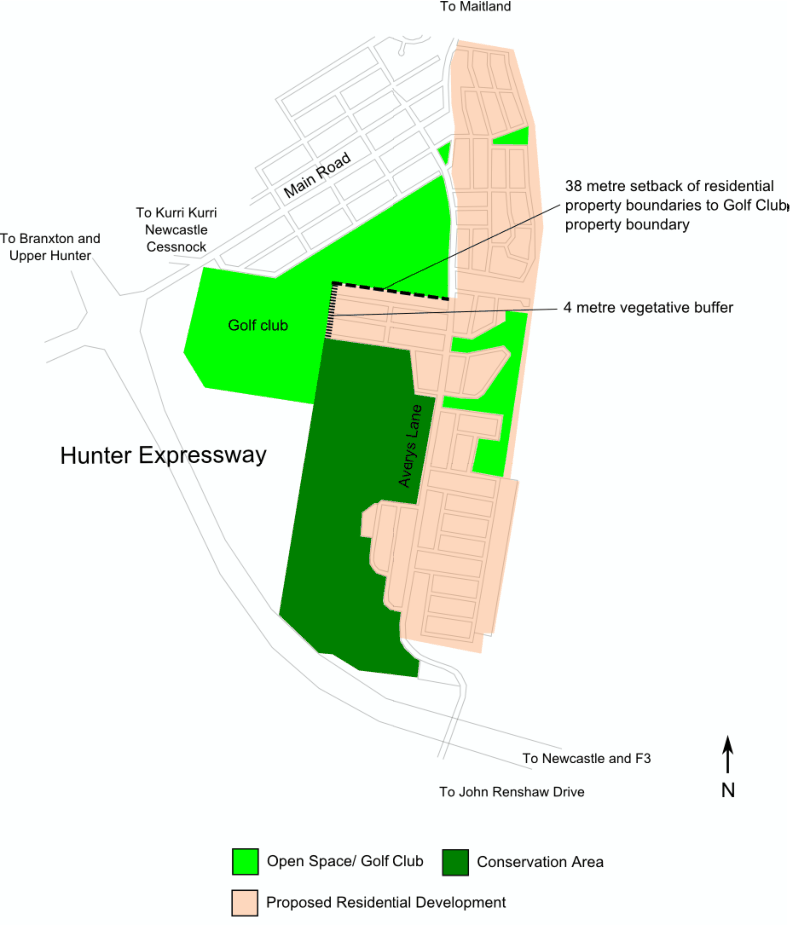 To Maitland
38 metre setback of residential
property boundaries to Golf Club
property boundary
Main Road
To Kurri Kurri
Newcastle
Cessnock
To Branxton and
Upper Hunter
4 metre vegetative buffer
Golf club
Averys Lane
Hunter Expressway
To Newcastle and F3
To John Renshaw Drive
N
Open Space/ Golf Club
Conservation Area
Proposed Residential Development